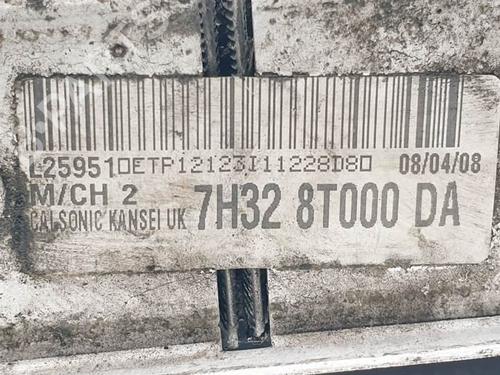 L25951 0ETP12123I11228D80 08/04/08
M/CH 2 7H32 8T000 DA
CALSONIC KANSEI UK